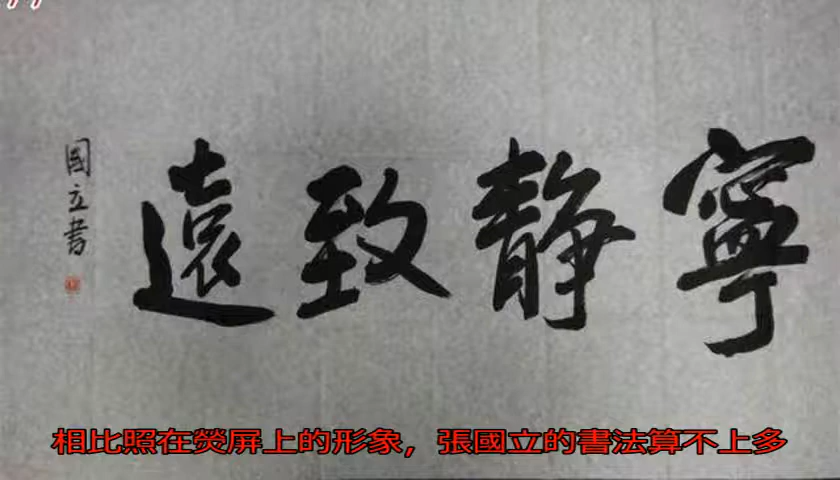 寧靜致遠
國立書
相比照在熒屏上的形象，張國立的書法算不上多